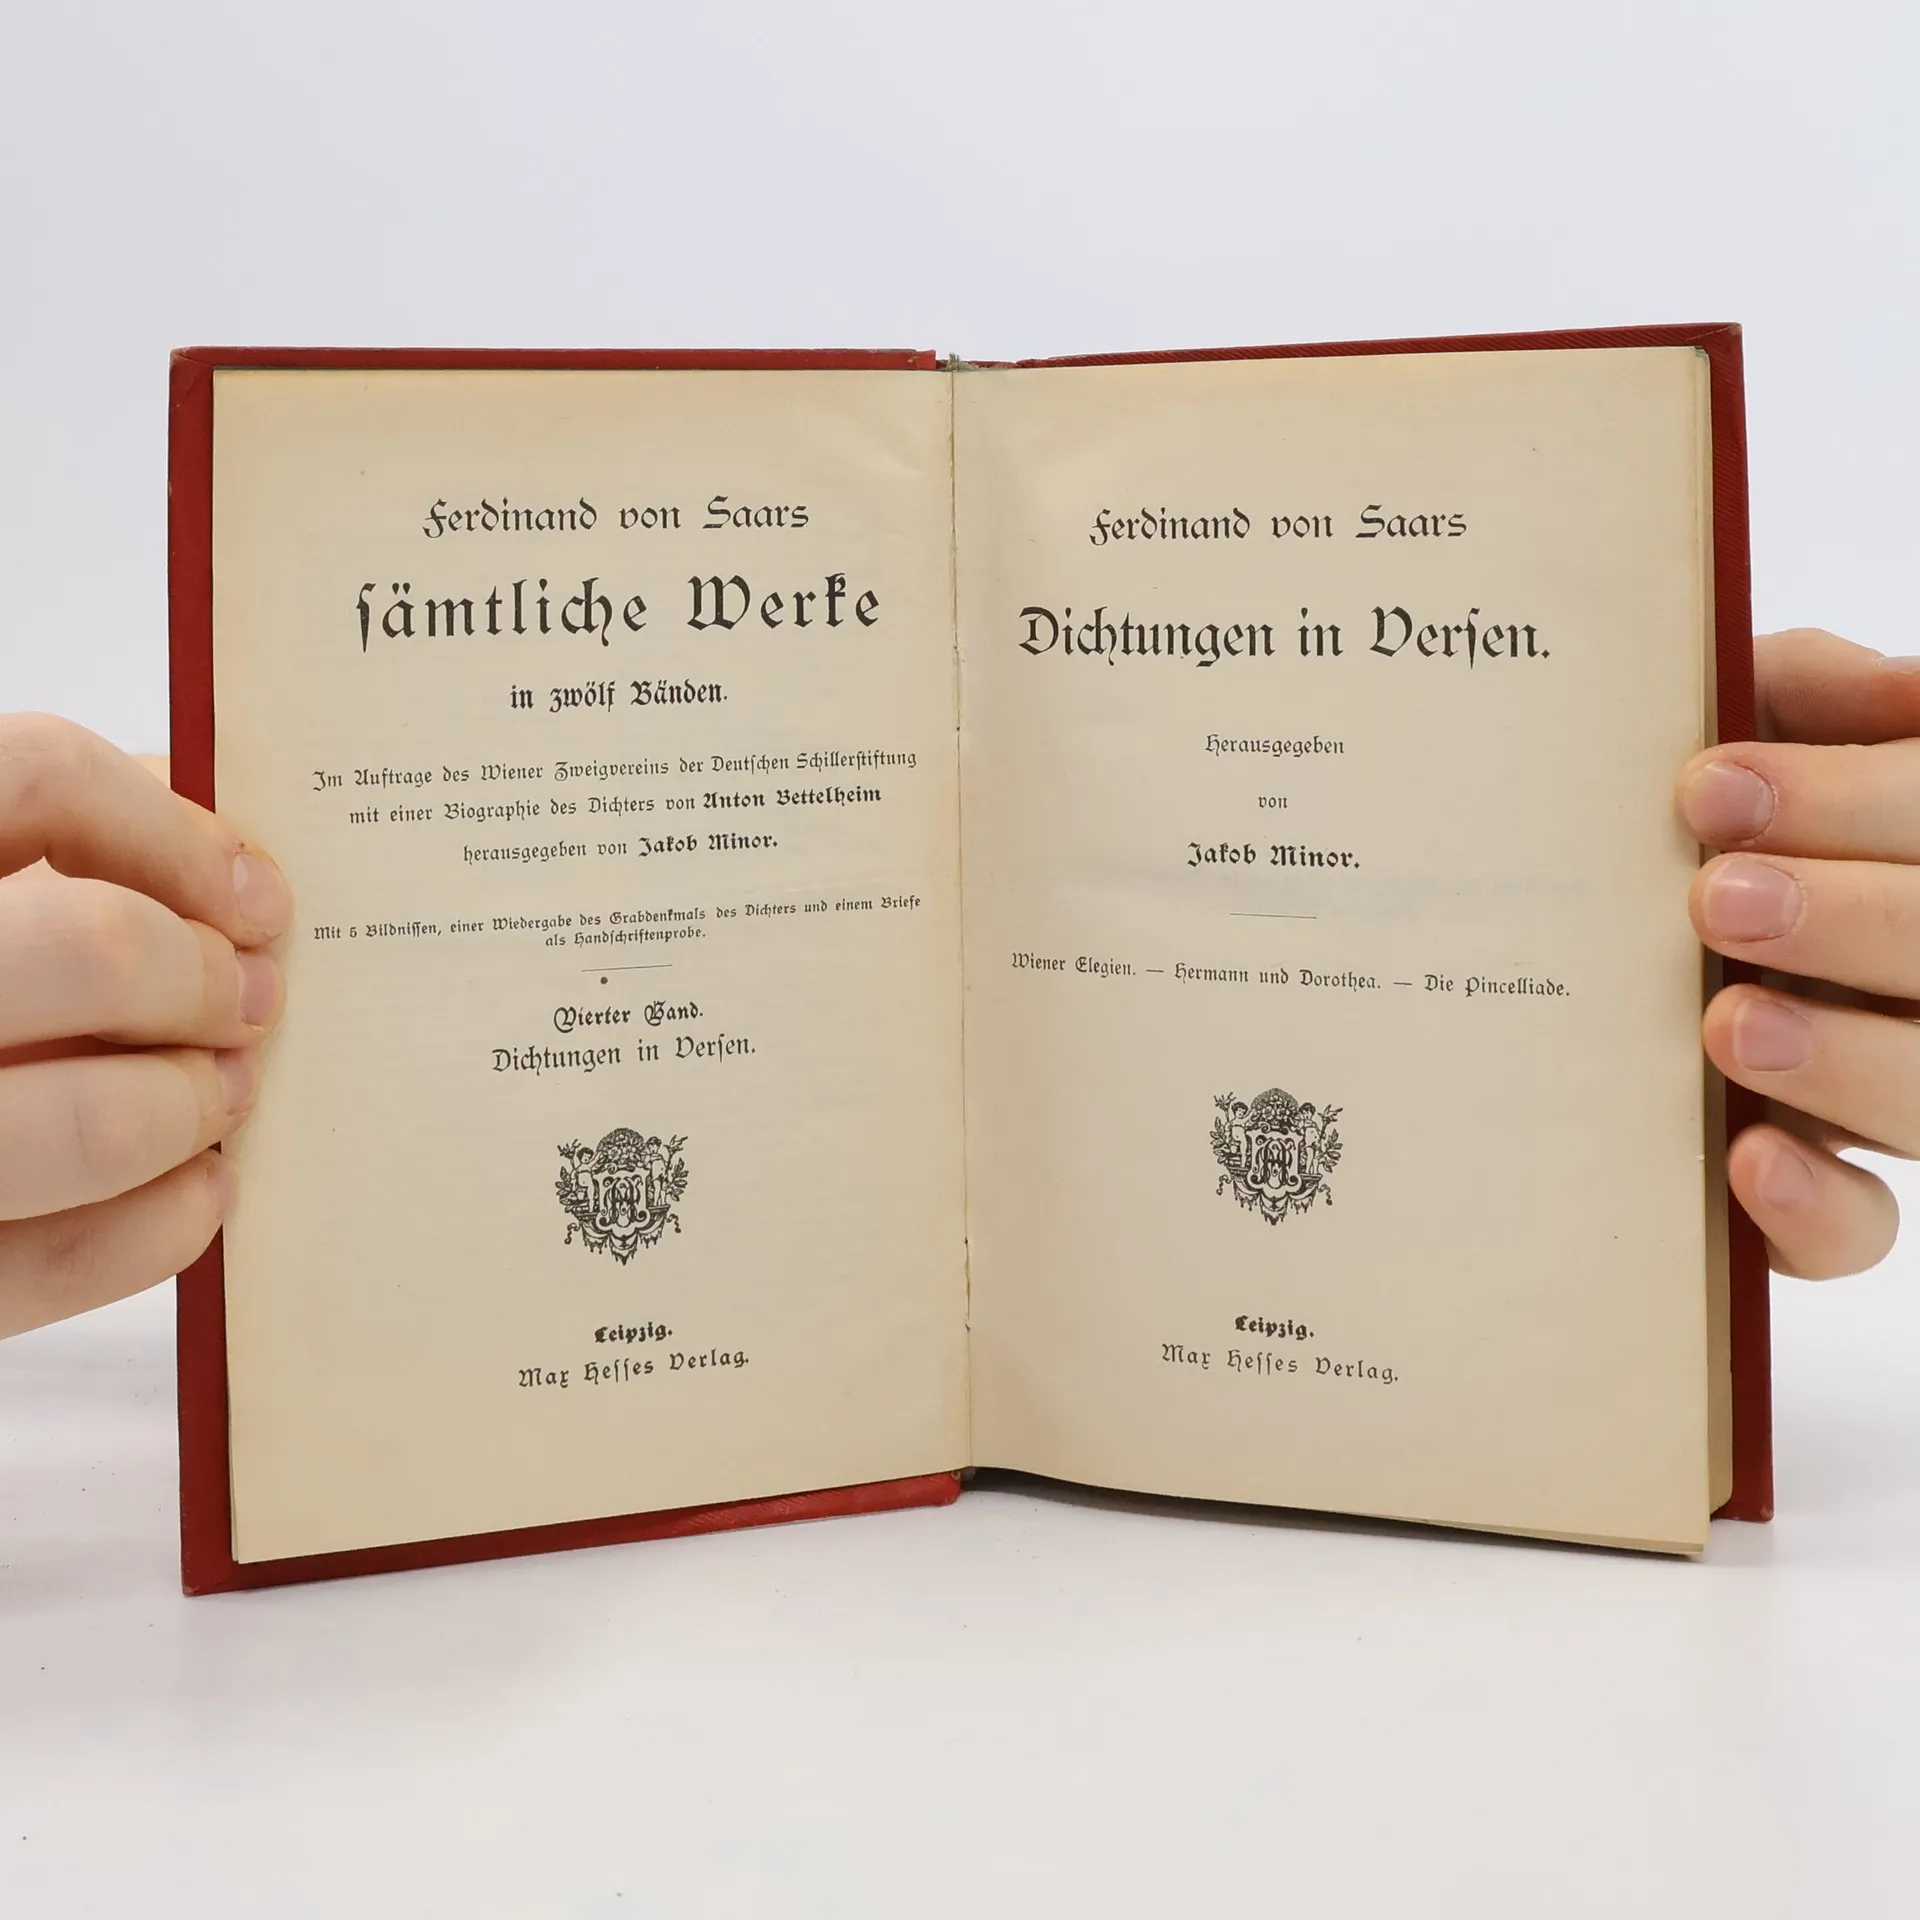 Ferdinand von Saars
ſämtliche Werke
in zwölf Bänden.
Im Auftrage des Wiener Zweigvereins der Deutſchen Schillerſtiftung
mit einer Biographie des Dichters von Anton Bettelheim
herausgegeben von Jakob Minor.
Mit 5 Bildniſſen, einer Wiedergabe des Grabdenkmals des Dichters und einem Briefe
als Handſchriftenprobe.
Vierter Band.
Dichtungen in Verſen.
Leipzig.
Max Heſſes Verlag.
Ferdinand von Saars
Dichtungen in Verſen.
Herausgegeben
von
Jakob Minor.
Wiener Elegien. — Hermann und Dorothea. — Die Pincelliade.
Leipzig.
Max Heſſes Verlag.